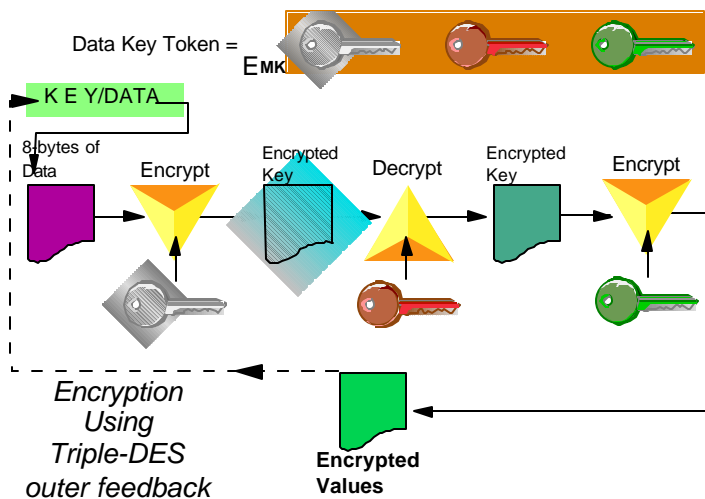 Data Key Token =
EMK
K E Y/DATA
8-bytes of
Data
Encrypt
Encrypted
Key
Decrypt
Encrypted
Key
Encrypt
Encryption
Using
Triple-DES
outer feedback
Encrypted
Values